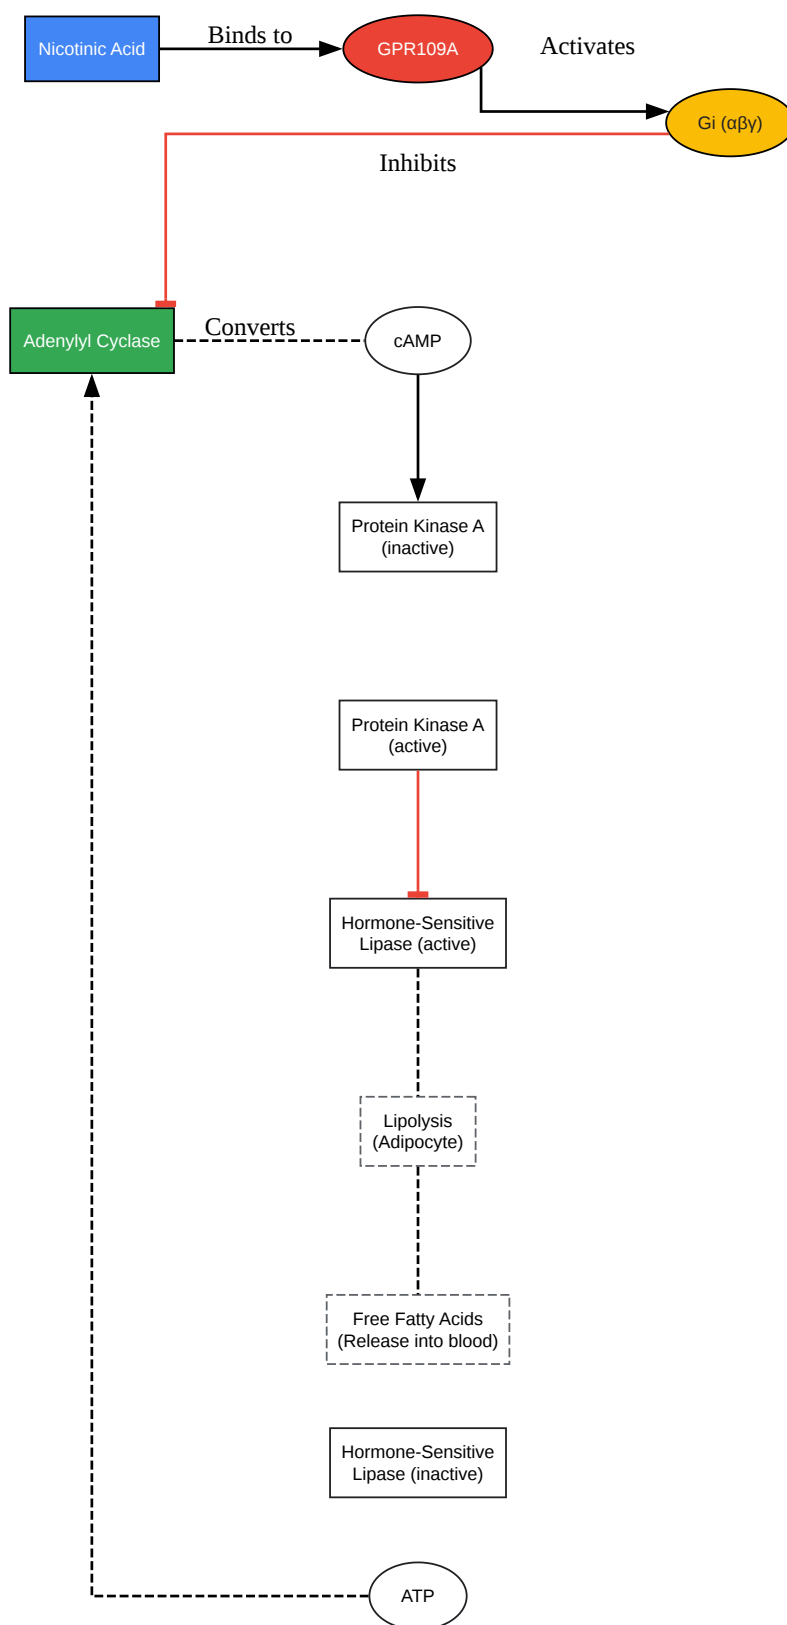 Nicotinic Acid
Binds to
GPR109A
Activates
Gi (αβγ)
Inhibits
Adenylyl Cyclase
Converts
cAMP
Protein Kinase A
(inactive)
Protein Kinase A
(active)
Hormone-Sensitive
Lipase (active)
Lipolysis
(Adipocyte)
Free Fatty Acids
(Release into blood)
Hormone-Sensitive
Lipase (inactive)
ATP